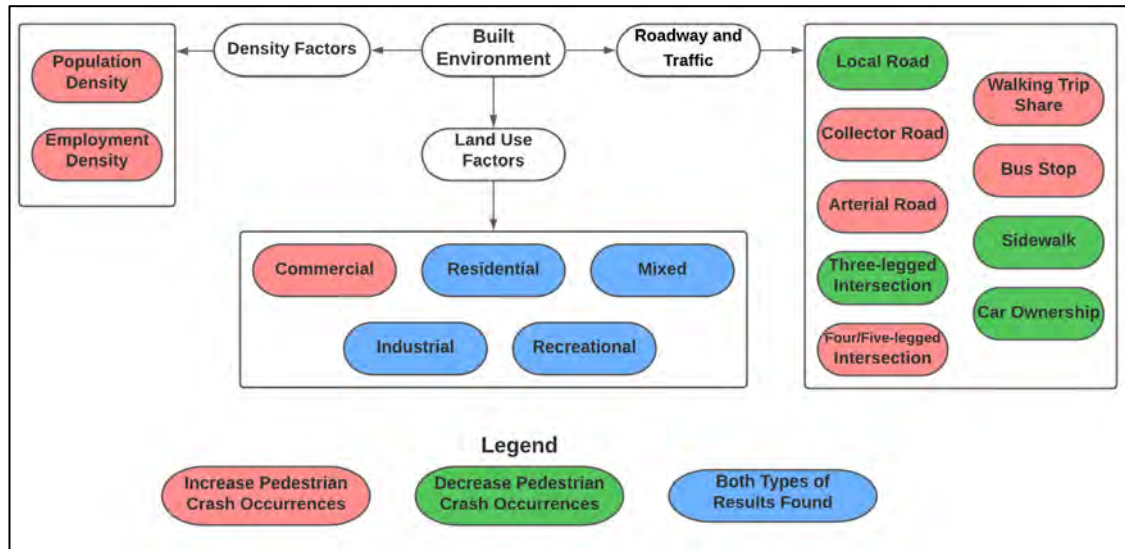 Density Factors
Built
Environment
Roadway and
Traffic
Population
Density
Employment
Density
Land Use
Factors
Commercial
Residential
Mixed
Industrial
Recreational
Local Road
Collector Road
Arterial Road
Three-legged
Intersection
Four/Five-legged
Intersection
Walking Trip
Share
Bus Stop
Sidewalk
Car Ownership
Legend
Increase Pedestrian
Crash Occurrences
Decrease Pedestrian
Crash Occurrences
Both Types of
Results Found